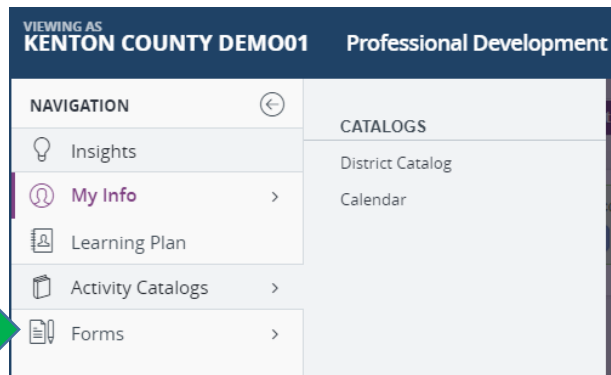 VIEWING AS
KENTON COUNTY DEMO01
Professional Development
NAVIGATION
Insights
My Info
Learning Plan
Activity Catalogs
Forms
CATALOGS
District Catalog
Calendar